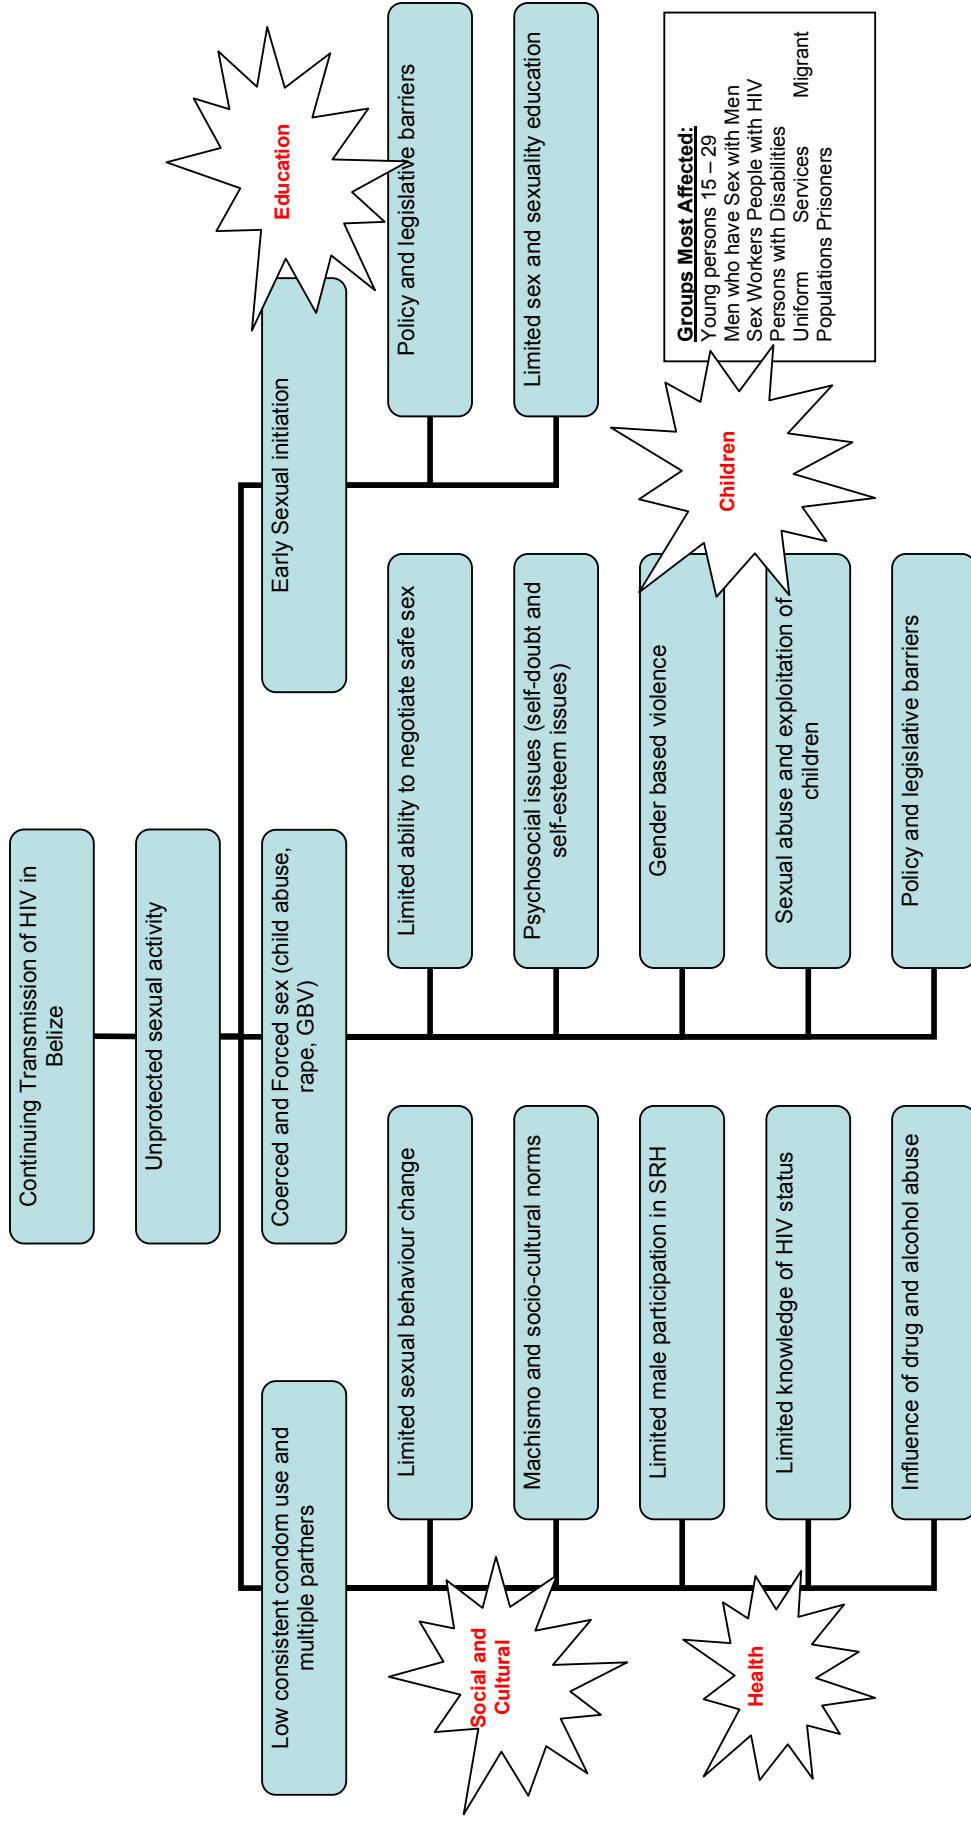 Continuing Transmission of HIV in
Belize
Unprotected sexual activity
Low consistent condom use and
multiple partners
Coerced and Forced sex (child abuse,
rape, GBV)
Early Sexual initiation
Education
Limited sexual behaviour change
Machismo and socio-cultural norms
Limited male participation in SRH
Limited knowledge of HIV status
Influence of drug and alcohol abuse
Social and
Cultural
Health
Limited ability to negotiate safe sex
Psychosocial issues (self-doubt and
self-esteem issues)
Gender based violence
Sexual abuse and exploitation of
children
Policy and legislative barriers
Children
Policy and legislative barriers
Limited sex and sexuality education
Groups Most Affected:
Young persons 15 – 29
Men who have Sex with Men
Sex Workers People with HIV
Persons with Disabilities
Uniform Services Migrant
Populations Prisoners